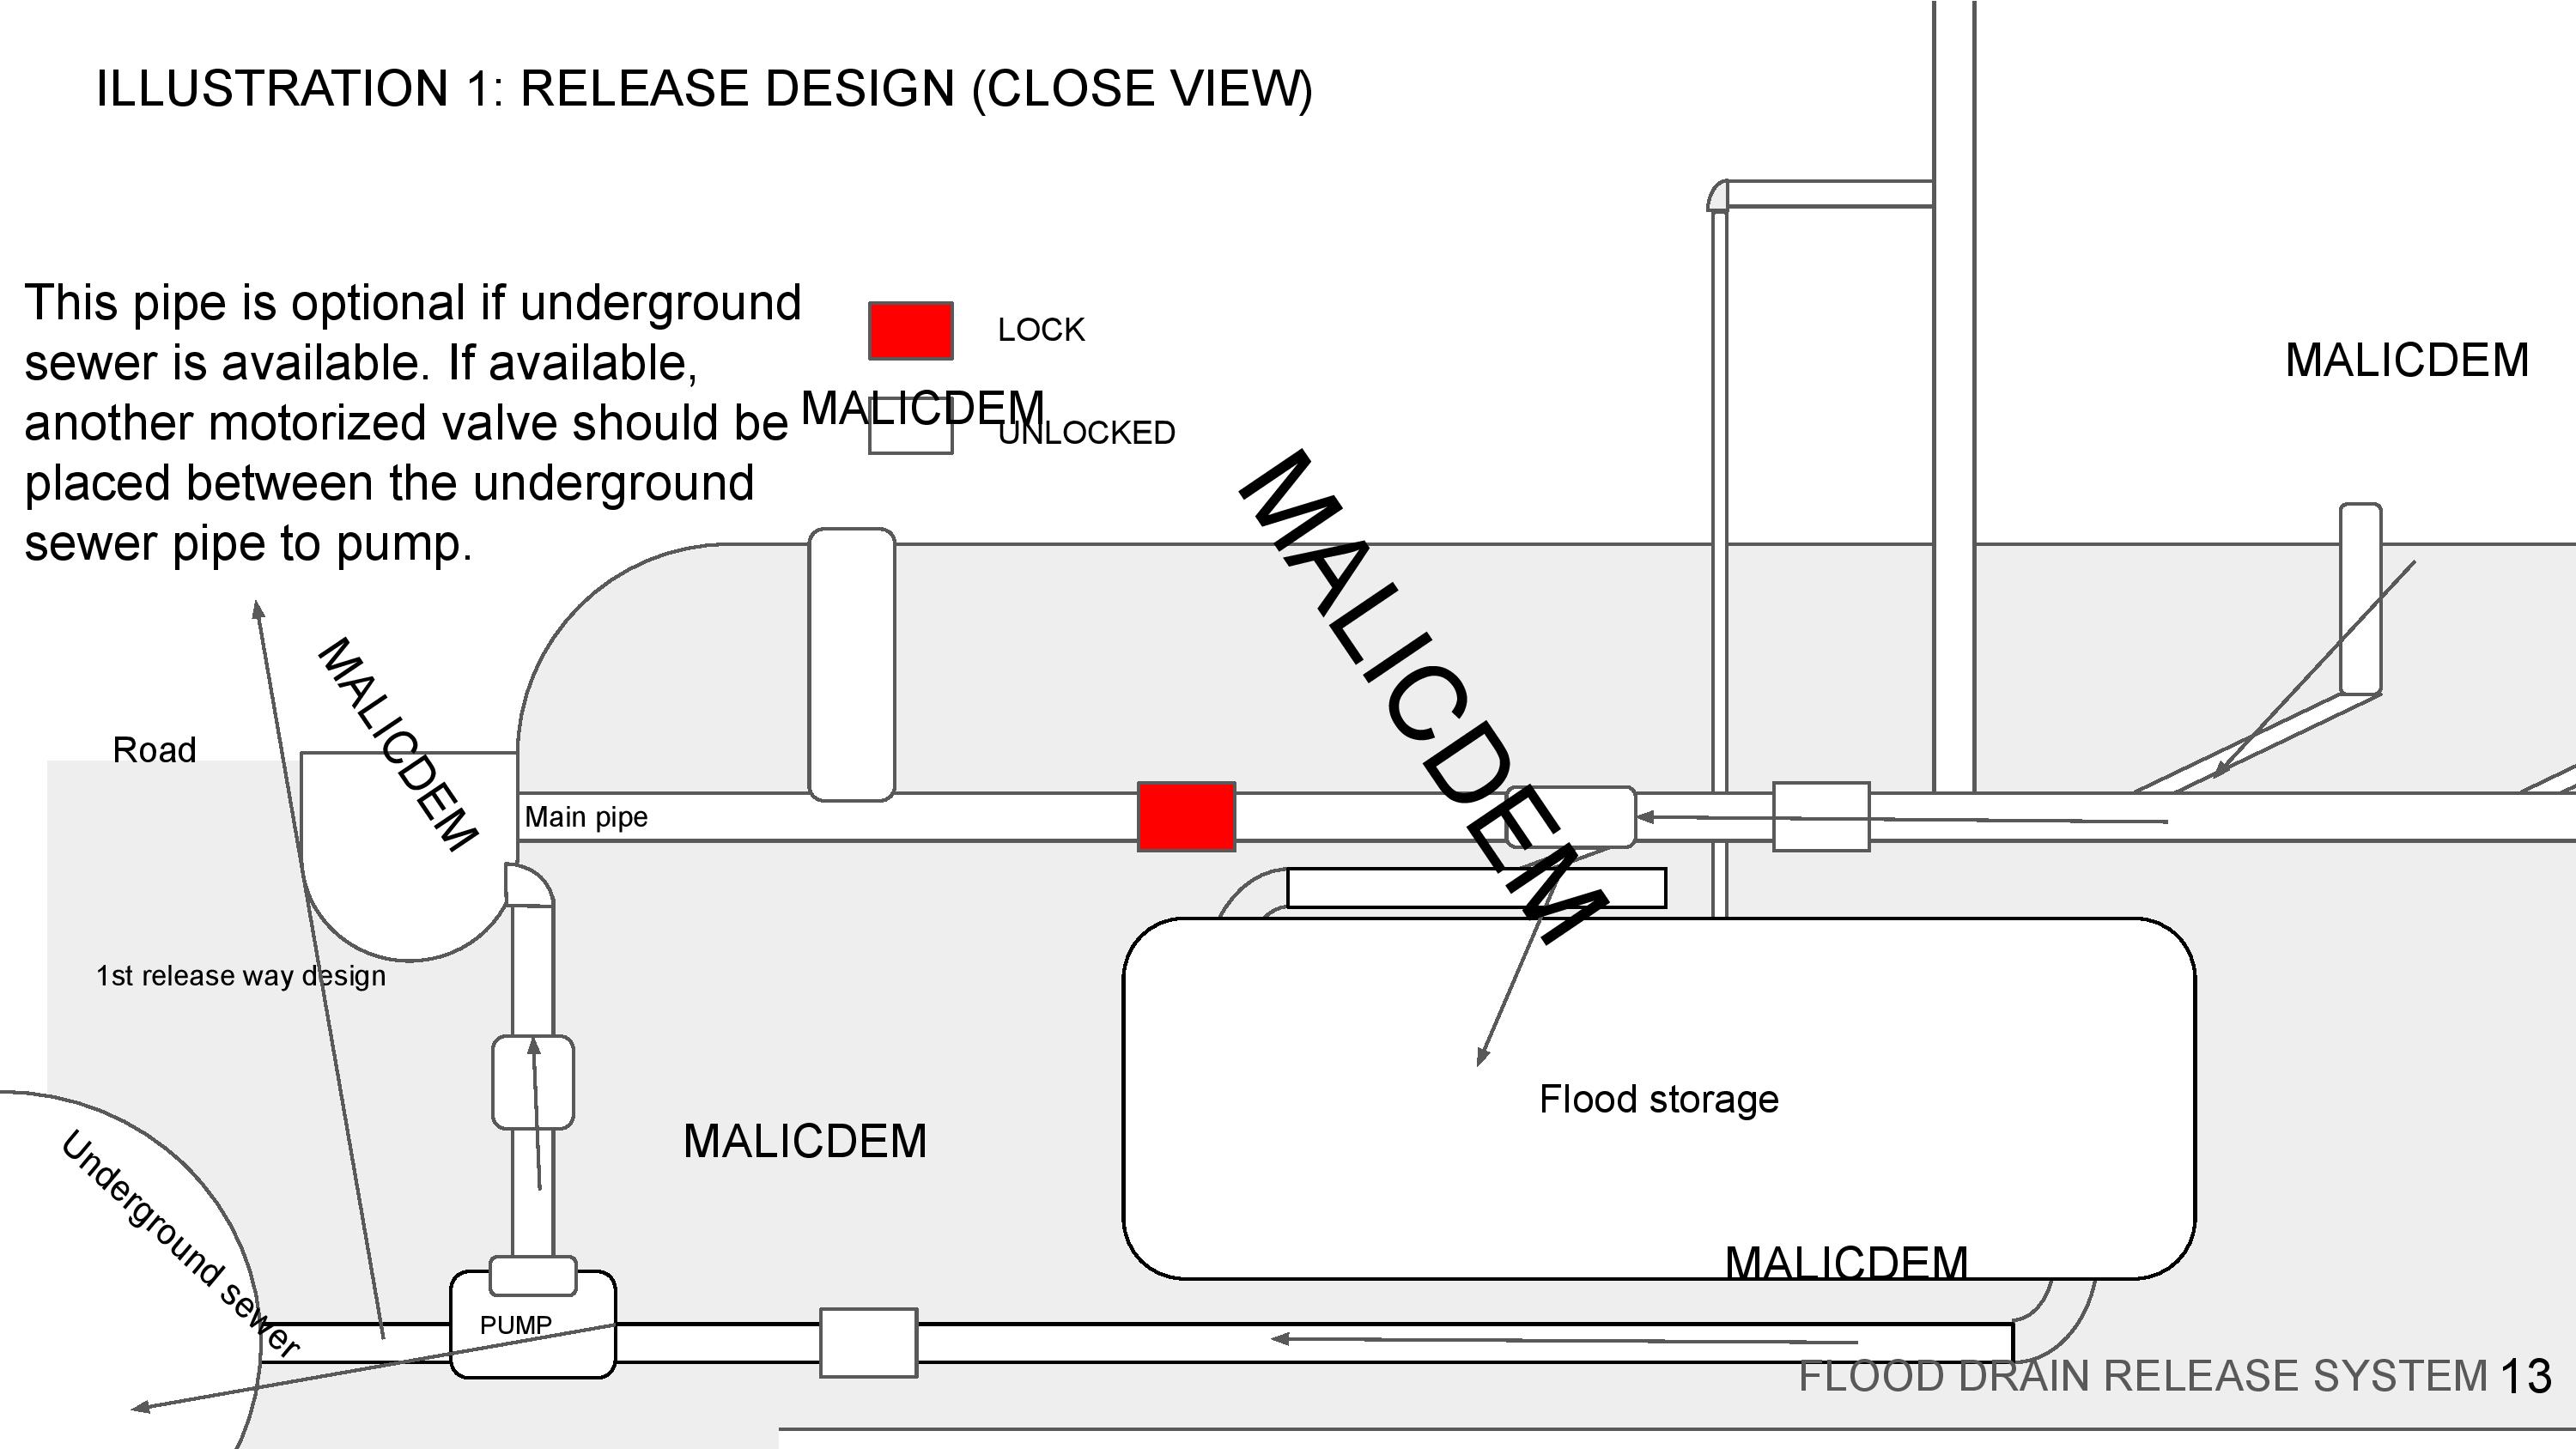 ILLUSTRATION 1: RELEASE DESIGN (CLOSE VIEW)
This pipe is optional if underground
sewer is available. If available,
another motorized valve should be
placed between the underground
sewer pipe to pump.
LOCK
MALICDEM
UNLOCKED
MALICDEM
MALICDEM
MALICDEM
Road
Main pipe
1st release way design
Flood storage
MALICDEM
Underground sewer
MALICDEM
PUMP
FLOOD DRAIN RELEASE SYSTEM 13